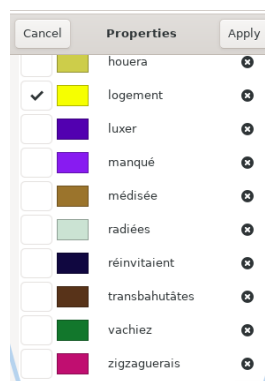 Cancel Properties Apply
houera
logement
luxer
manqué
médisée
radiées
réinvitaient
transbahutâtes
vachiez
zigzaguerais